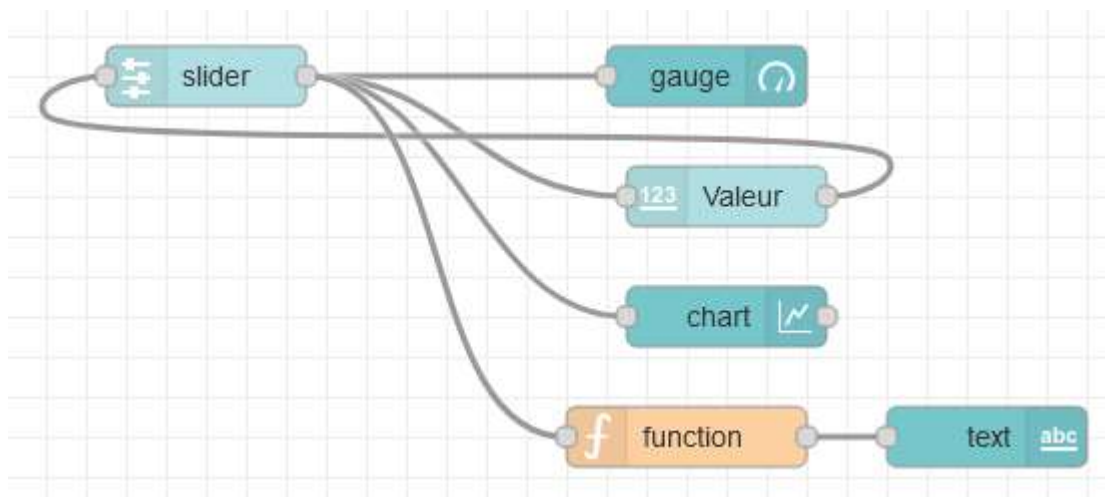 slider
gauge
123 Valeur
chart
function
text abc